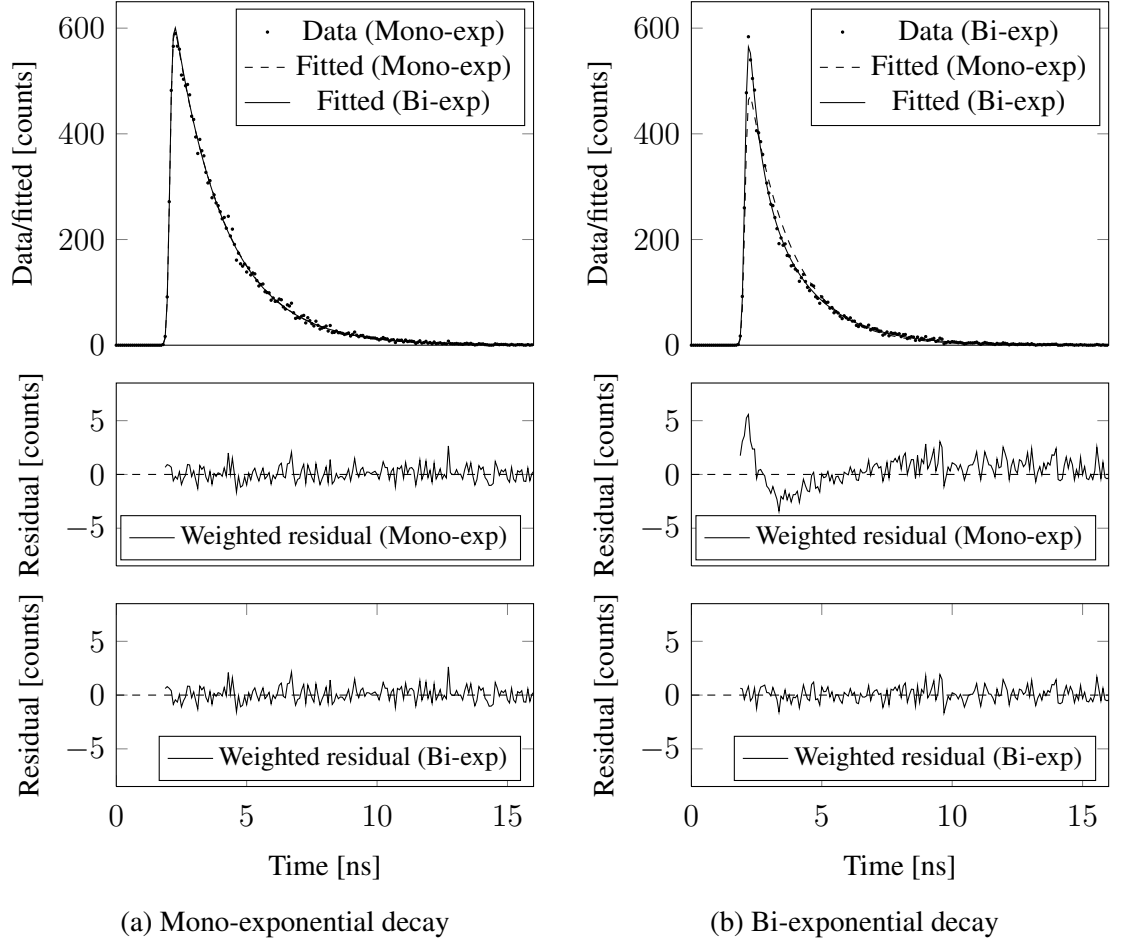 600
400
200
0
Data/fitted [counts]
Data (Mono-exp)
Fitted (Mono-exp)
Fitted (Bi-exp)
5
0
−5
Residual [counts]
Weighted residual (Mono-exp)
5
0
−5
Residual [counts]
Weighted residual (Bi-exp)
0 5 10 15
Time [ns]
(a) Mono-exponential decay
600
400
200
0
Data/fitted [counts]
Data (Bi-exp)
Fitted (Mono-exp)
Fitted (Bi-exp)
5
0
−5
Residual [counts]
Weighted residual (Mono-exp)
5
0
−5
Residual [counts]
Weighted residual (Bi-exp)
0 5 10 15
Time [ns]
(b) Bi-exponential decay